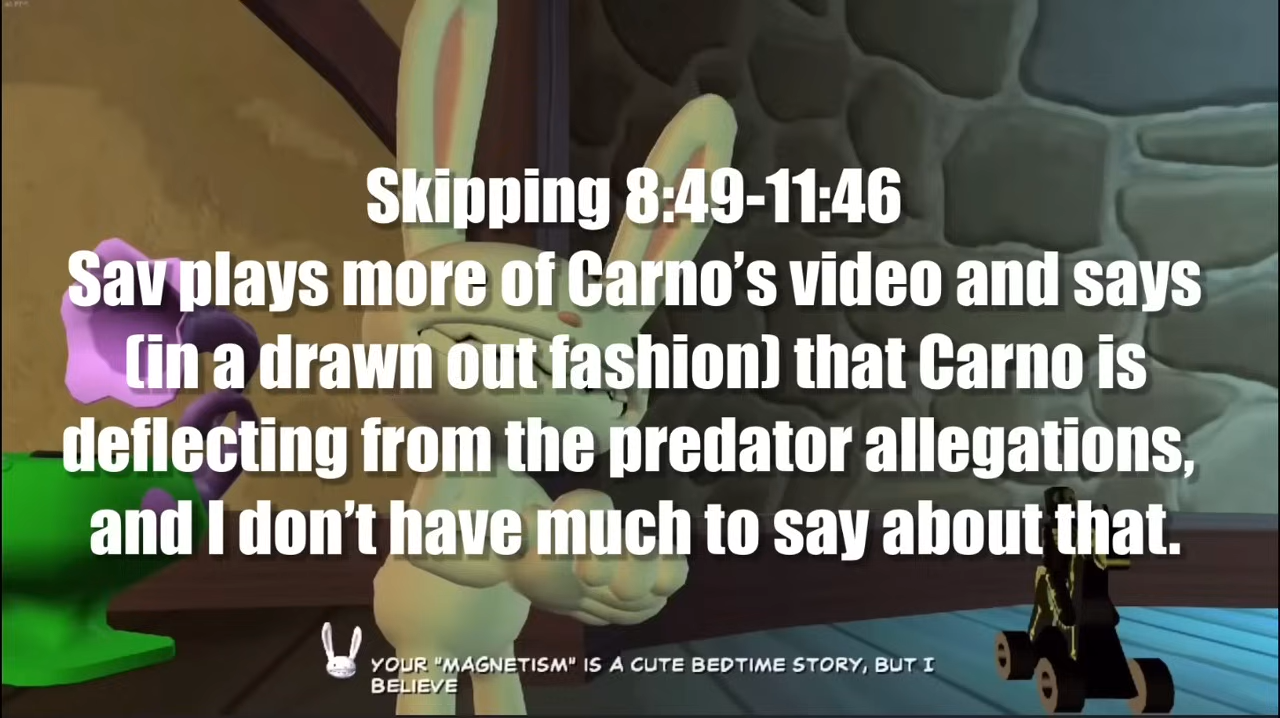 Skipping 8:49-11:46
Sav plays more of Carno’s video and says
(in a drawn out fashion) that Carno is
deflecting from the predator allegations,
and I don’t have much to say about that.
YOUR "MAGNETISM" IS A CUTE BEDTIME STORY, BUT I
BELIEVE